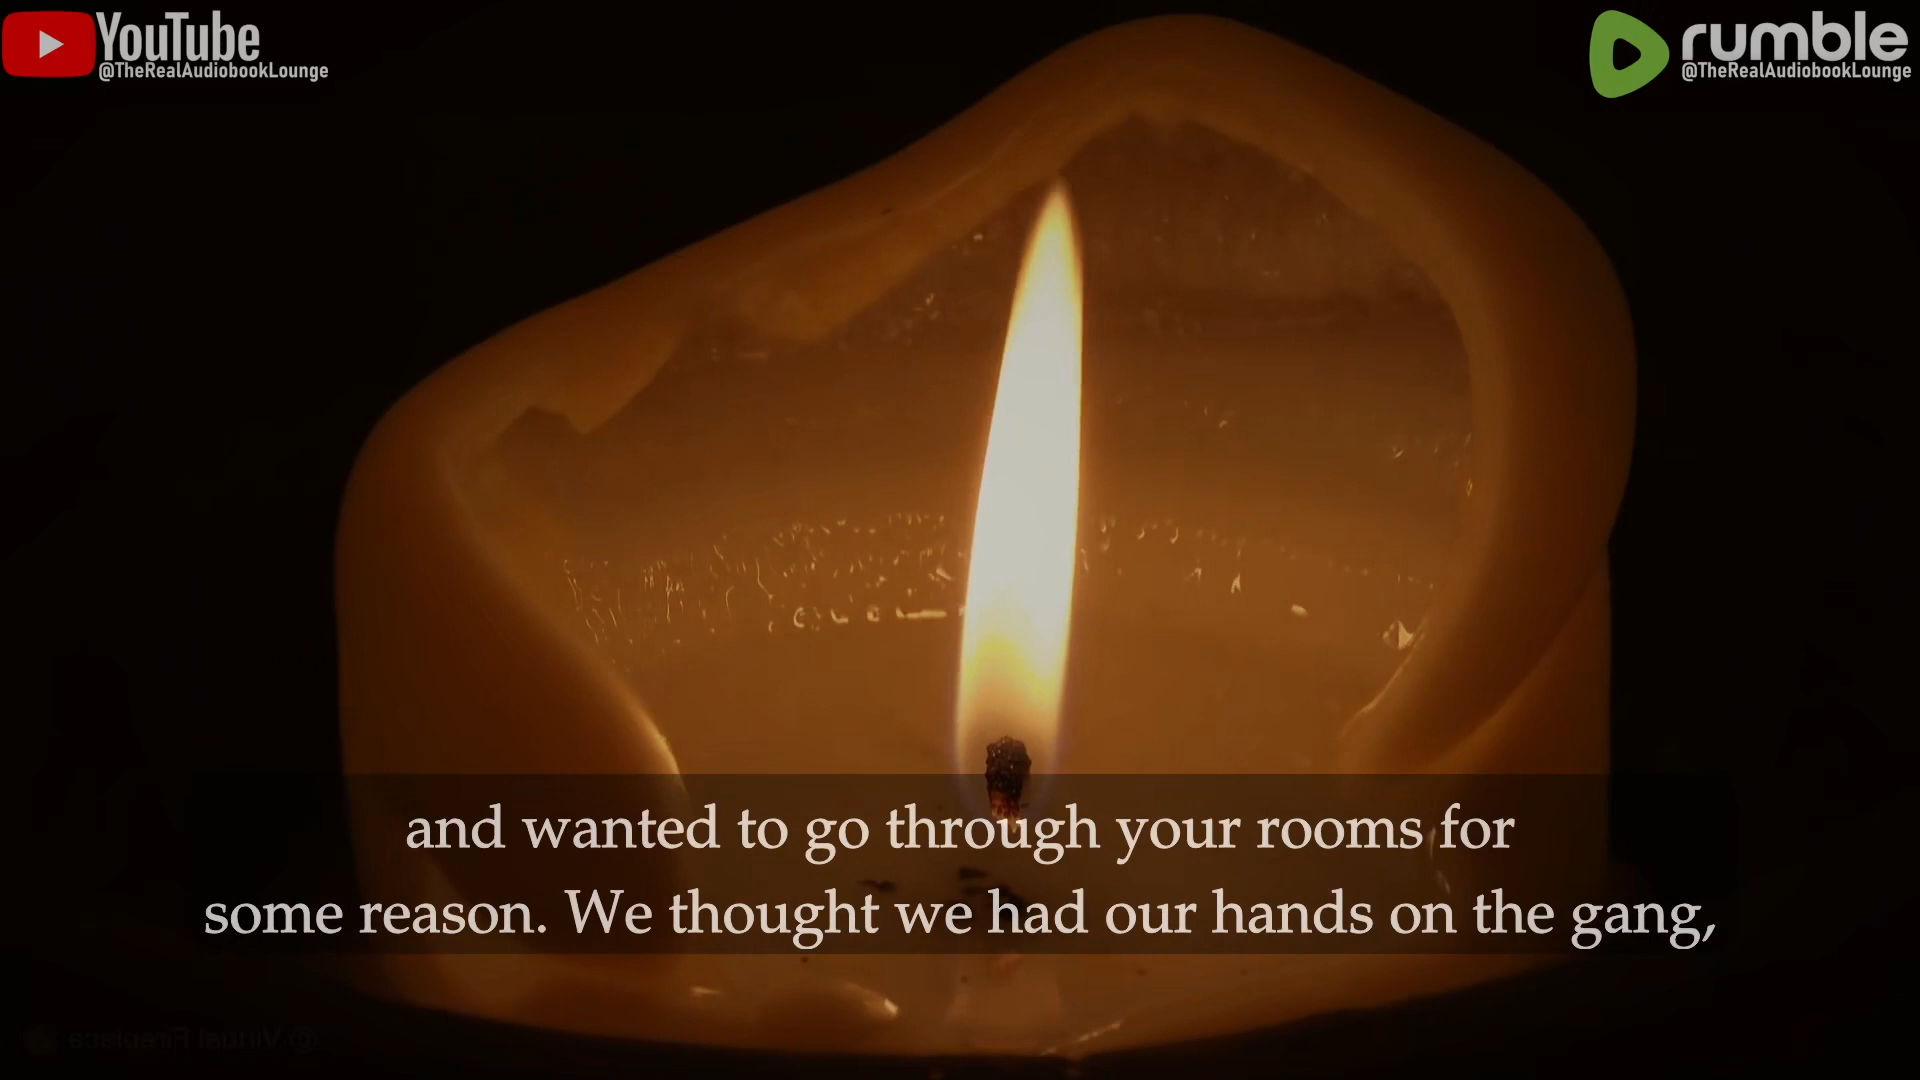 YouTube
@TheRealAudiobookLounge
rumble
@TheRealAudiobookLounge
and wanted to go through your rooms for
some reason. We thought we had our hands on the gang,